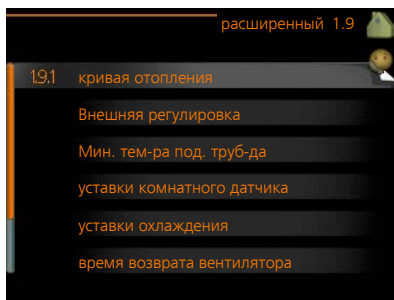 расширенный 1.9
1.9.1 кривая отопления
Внешняя регулировка
Мин. тем-ра под. труб-да
уставки комнатного датчика
уставки охлаждения
время возврата вентилятора